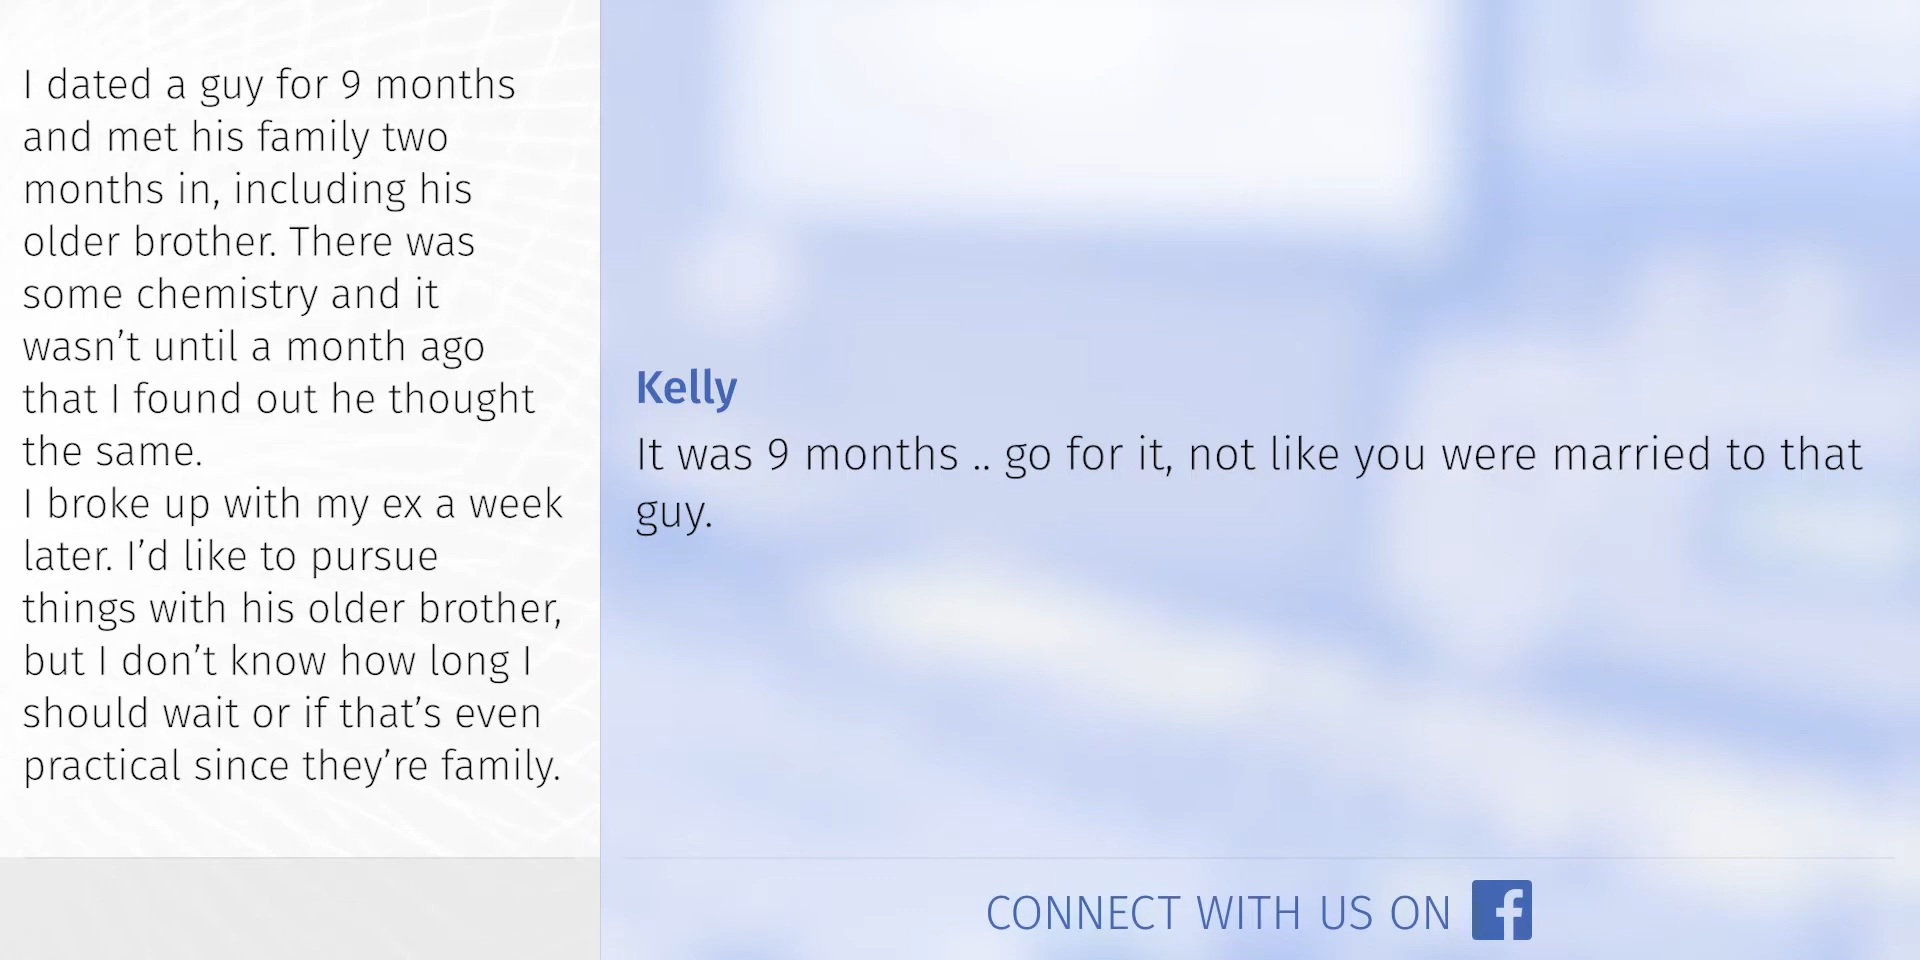 I dated a guy for 9 months
and met his family two
months in, including his
older brother. There was
some chemistry and it
wasn’t until a month ago
that I found out he thought
the same.
I broke up with my ex a week
later. I’d like to pursue
things with his older brother,
but I don’t know how long I
should wait or if that’s even
practical since they’re family.
Kelly
It was 9 months .. go for it, not like you were married to that
guy.
CONNECT WITH US ON f